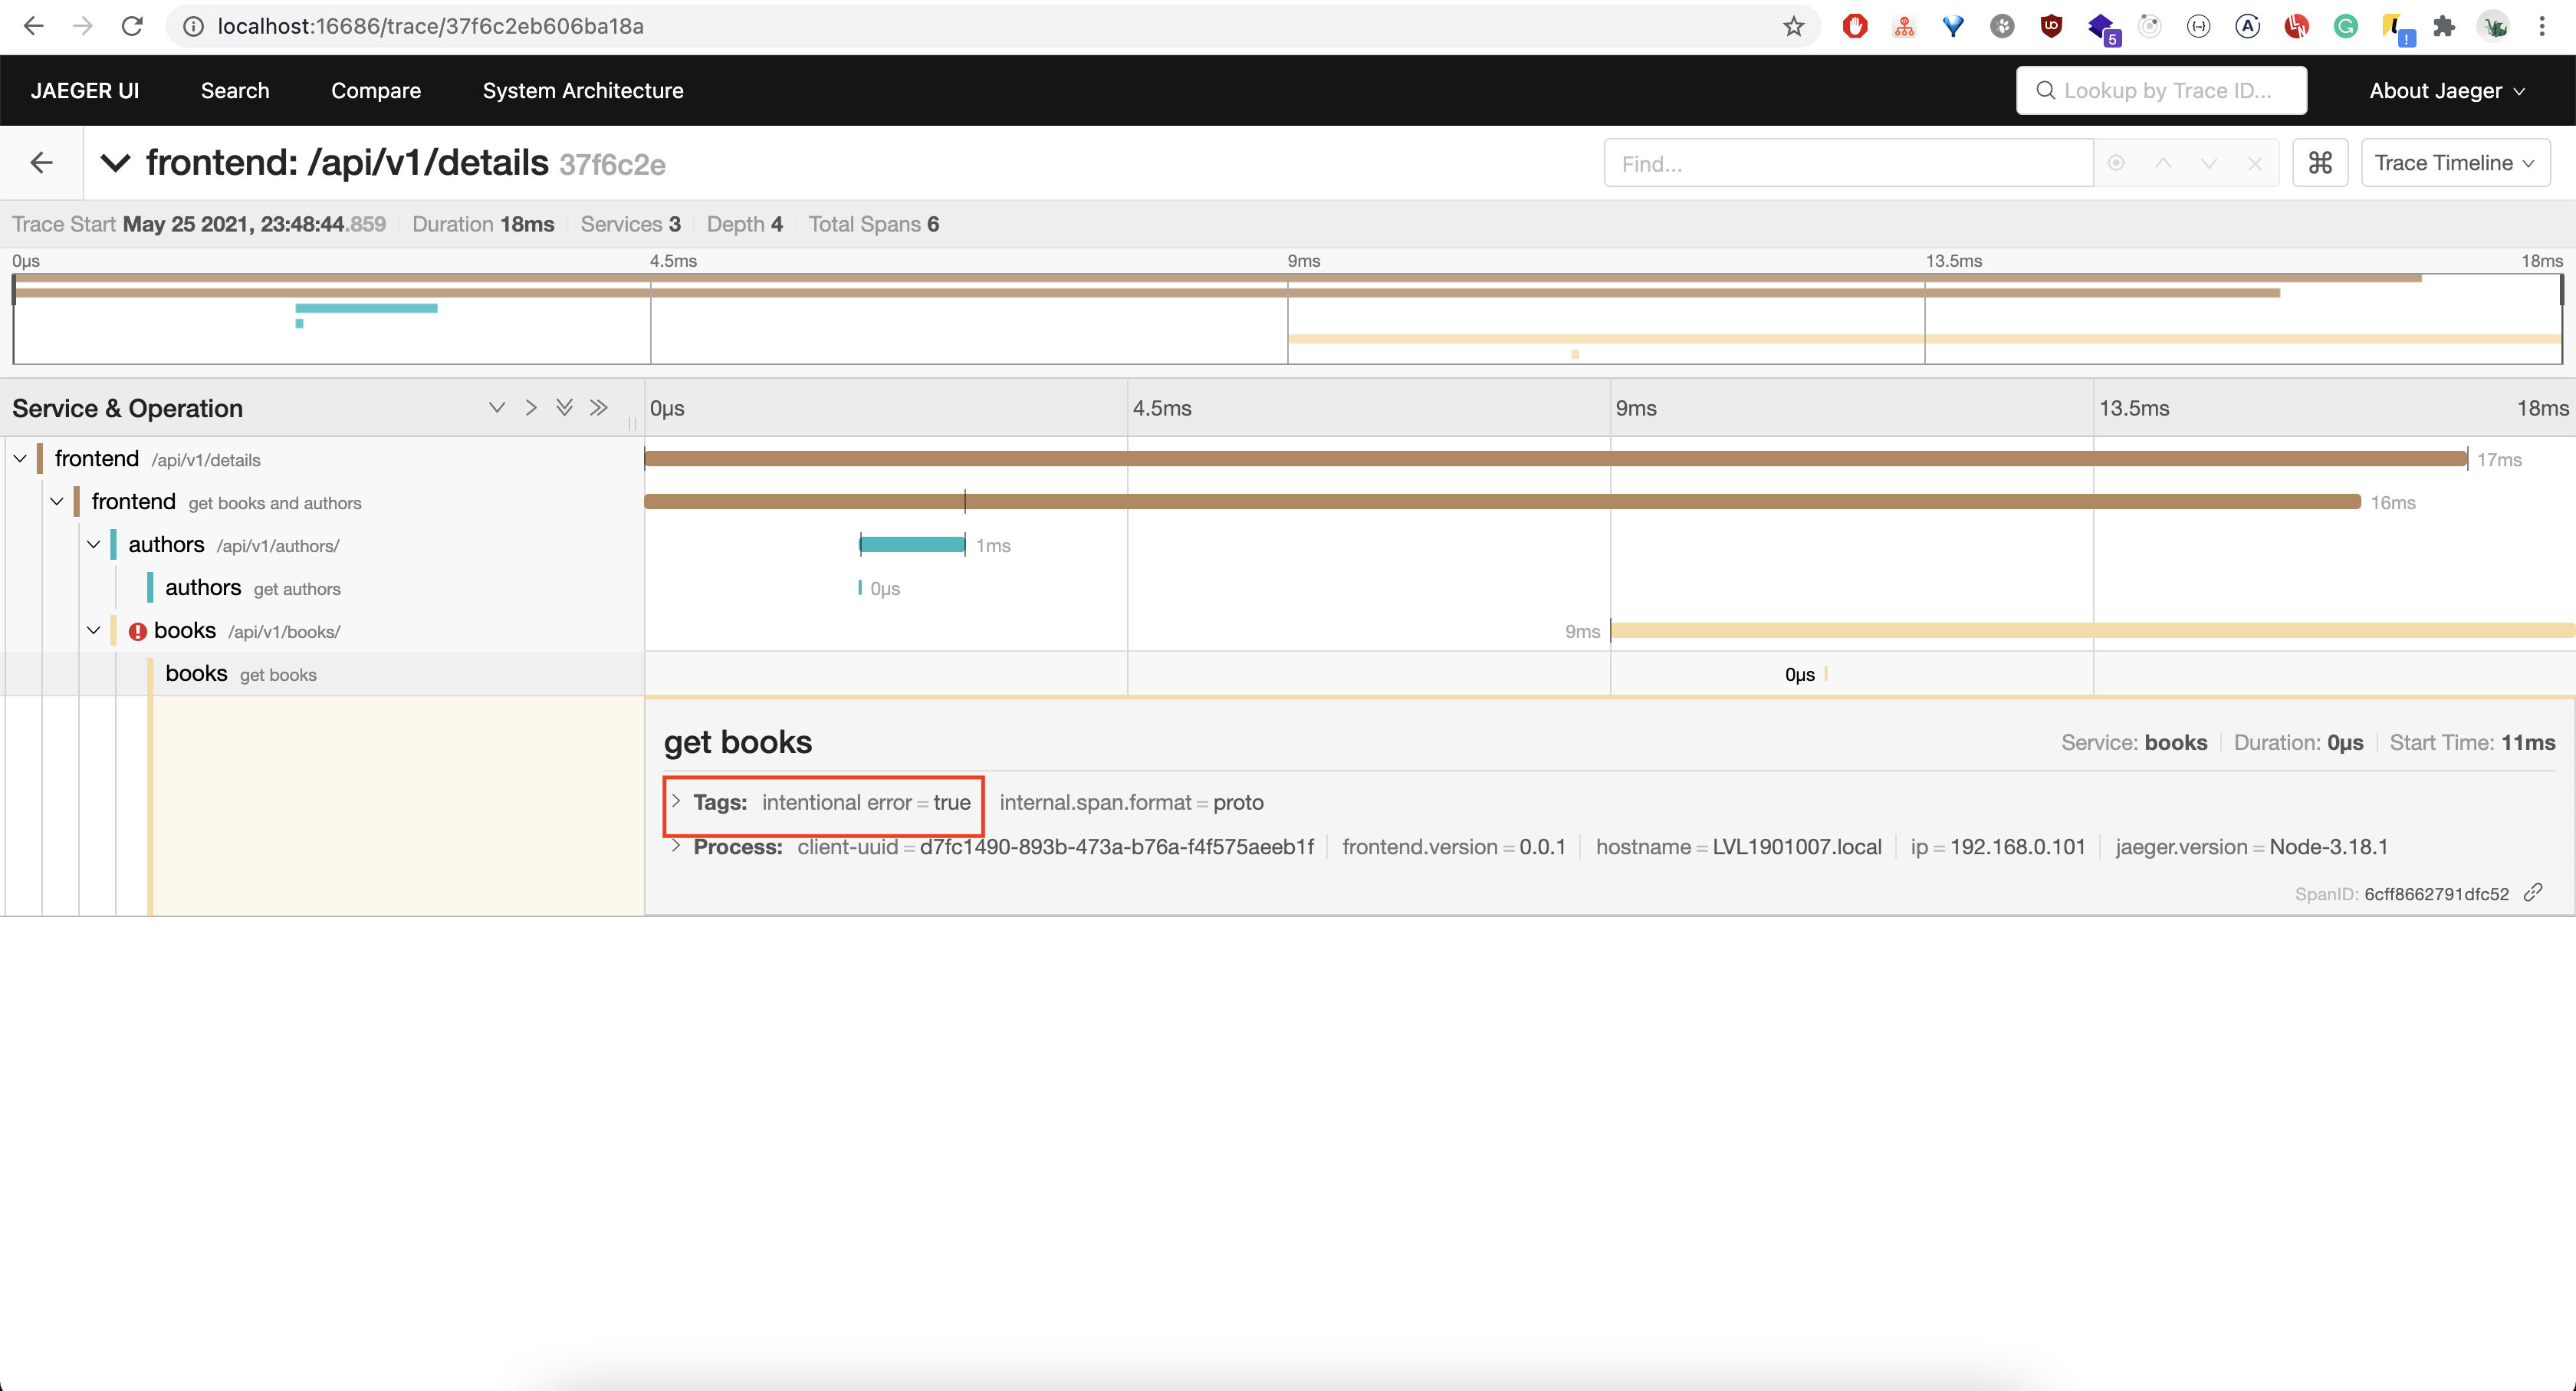 localhost:16686/trace/37f6c2eb606ba18a
5
JAEGER UI Search Compare System Architecture Lookup by Trace ID... About Jaeger
frontend: /api/v1/details 37f6c2e Find... Trace Timeline
Trace Start May 25 2021, 23:48:44.859 Duration 18ms Services 3 Depth 4 Total Spans 6
0μs 4.5ms 9ms 13.5ms 18ms
Service & Operation 0μs 4.5ms 9ms 13.5ms 18ms
frontend /api/v1/details 17ms
frontend get books and authors 16ms
authors /api/v1/authors/ 1ms
authors get authors 0μs
books /api/v1/books/ 9ms
books get books 0μs
get books Service: books Duration: 0μs Start Time: 11ms
Tags: intentional error = true internal.span.format = proto
Process: client-uuid = d7fc1490-893b-473a-b76a-f4f575aeeb1f frontend.version = 0.0.1 hostname = LVL1901007.local ip = 192.168.0.101 jaeger.version = Node-3.18.1
SpanID: 6cff8662791dfc52